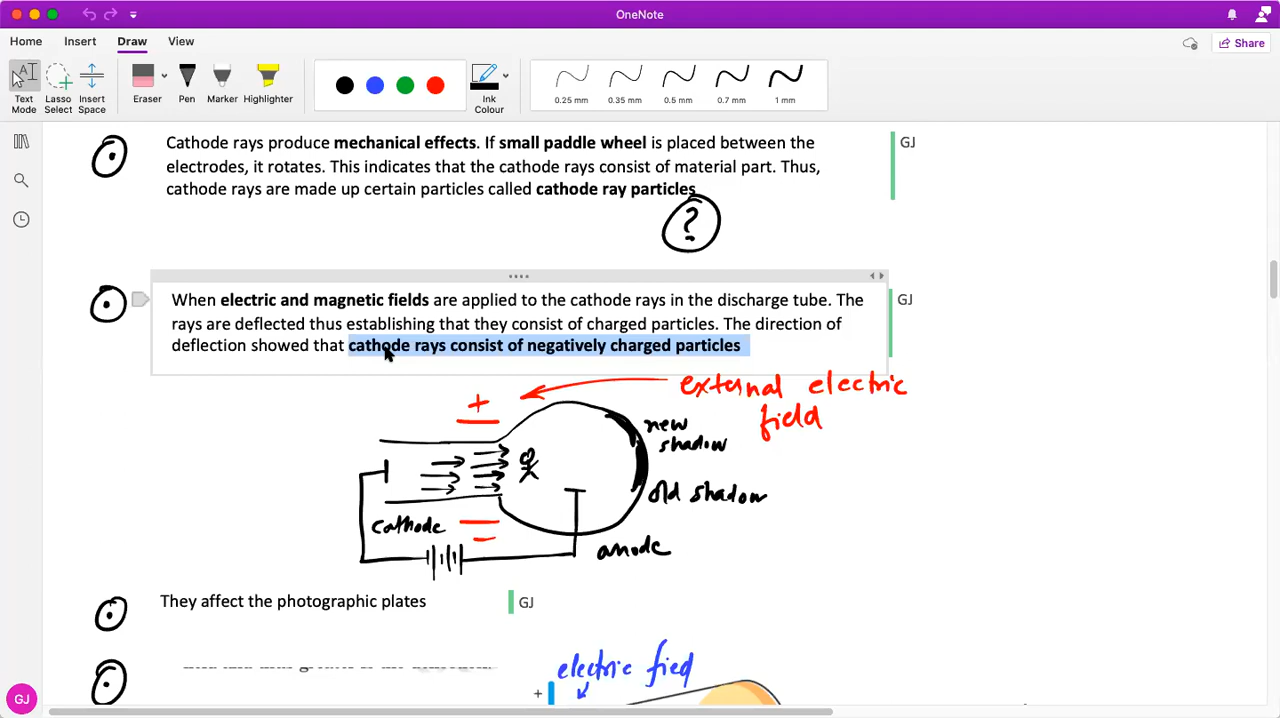 OneNote
Home Insert Draw View
Share
Text Mode
Lasso Select
Insert Space
Eraser
Pen
Marker
Highlighter
Ink Colour
0.25 mm 0.35 mm 0.5 mm 0.7 mm 1 mm
Cathode rays produce mechanical effects. If small paddle wheel is placed between the
electrodes, it rotates. This indicates that the cathode rays consist of material part. Thus,
cathode rays are made up certain particles called cathode ray particles
GJ
?
When electric and magnetic fields are applied to the cathode rays in the discharge tube. The
rays are deflected thus establishing that they consist of charged particles. The direction of
deflection showed that cathode rays consist of negatively charged particles
GJ
external electric
field
+
new
shadow
old shadow
cathode
anode
They affect the photographic plates
GJ
electric fied
+
GJ